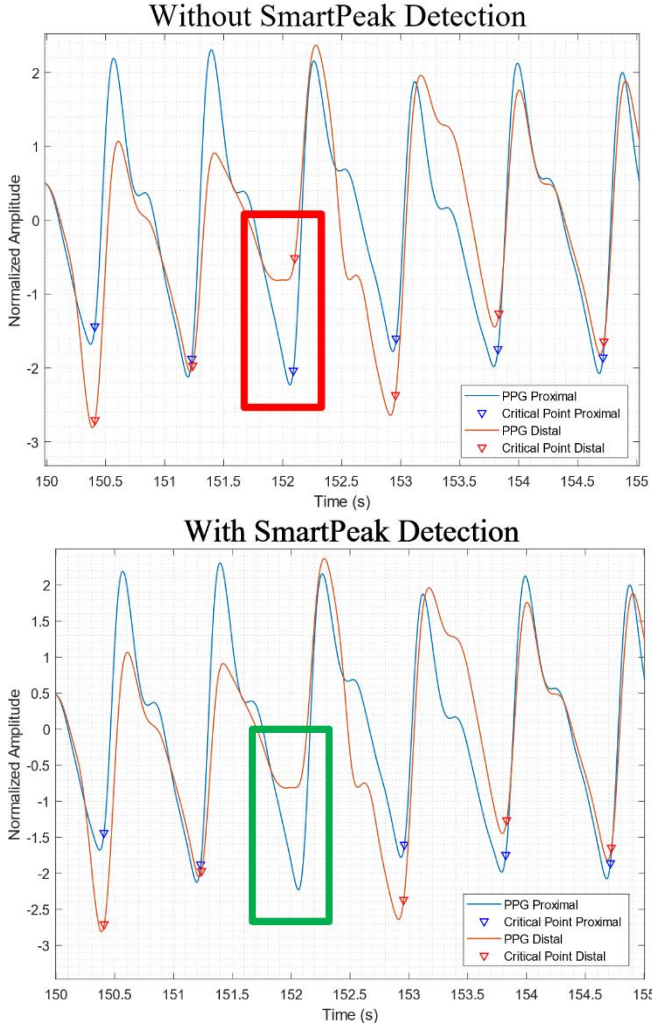 Without SmartPeak Detection
2
1
0
-1
-2
-3
Normalized Amplitude
PPG Proximal
Critical Point Proximal
PPG Distal
Critical Point Distal
150 150.5 151 151.5 152 152.5 153 153.5 154 154.5 155
Time (s)
With SmartPeak Detection
2
1.5
1
0.5
0
-0.5
-1
-1.5
-2
-2.5
-3
Normalized Amplitude
PPG Proximal
Critical Point Proximal
PPG Distal
Critical Point Distal
150 150.5 151 151.5 152 152.5 153 153.5 154 154.5 155
Time (s)